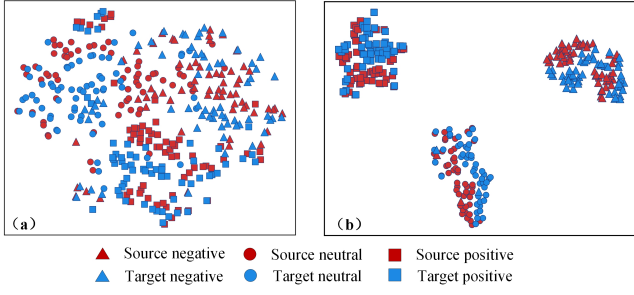 （a）
（b）
Source negative Source neutral Source positive
Target negative Target neutral Target positive